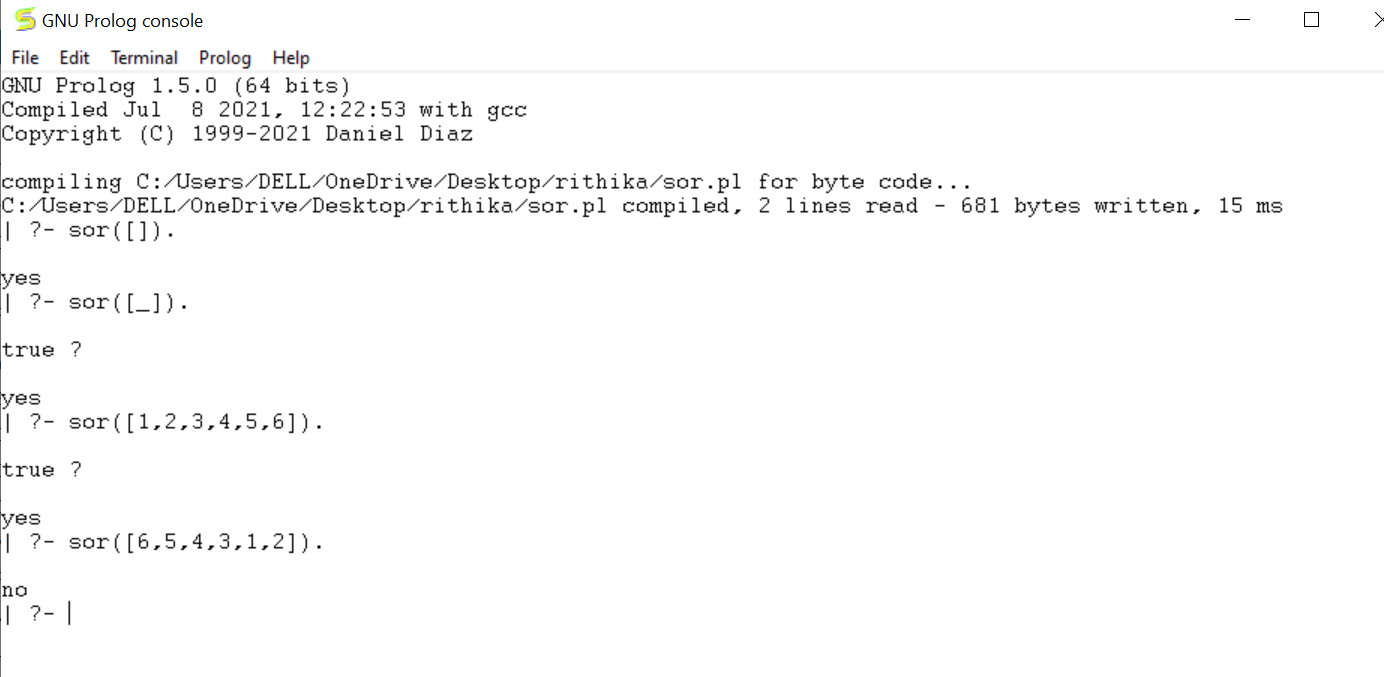 GNU Prolog console
File Edit Terminal Prolog Help
GNU Prolog 1.5.0 (64 bits)
Compiled Jul  8 2021, 12:22:53 with gcc
Copyright (C) 1999-2021 Daniel Diaz
compiling C:/Users/DELL/OneDrive/Desktop/rithika/sor.pl for byte code...
C:/Users/DELL/OneDrive/Desktop/rithika/sor.pl compiled, 2 lines read - 681 bytes written, 15 ms
| ?- sor([]).
yes
| ?- sor([_]).
true ?
yes
| ?- sor([1,2,3,4,5,6]).
true ?
yes
| ?- sor([6,5,4,3,1,2]).
no
| ?-